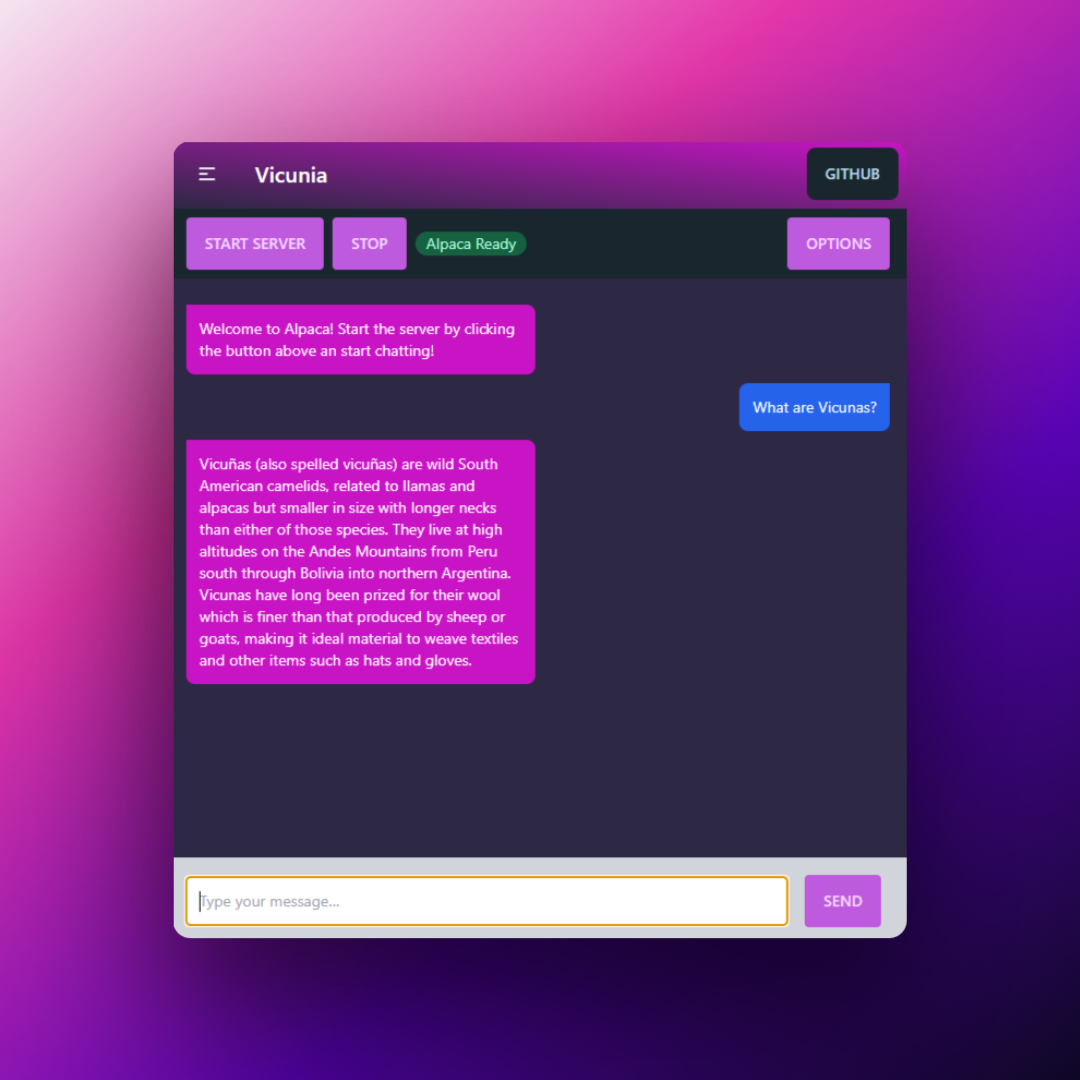 Vicunia
GITHUB
START SERVER
STOP
Alpaca Ready
OPTIONS
Welcome to Alpaca! Start the server by clicking
the button above an start chatting!
What are Vicunas?
Vicuñas (also spelled vicuñas) are wild South
American camelids, related to llamas and
alpacas but smaller in size with longer necks
than either of those species. They live at high
altitudes on the Andes Mountains from Peru
south through Bolivia into northern Argentina.
Vicunas have long been prized for their wool
which is finer than that produced by sheep or
goats, making it ideal material to weave textiles
and other items such as hats and gloves.
Type your message...
SEND